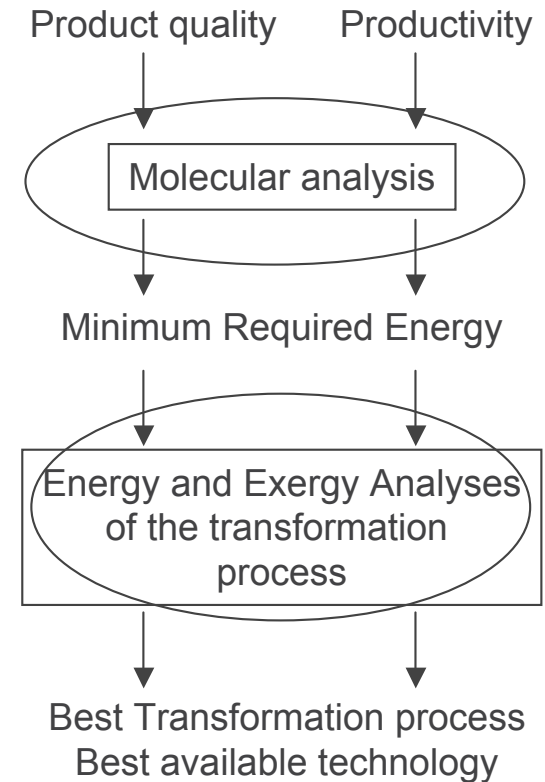 Product quality Productivity
Molecular analysis
Minimum Required Energy
Energy and Exergy Analyses
of the transformation
process
Best Transformation process
Best available technology